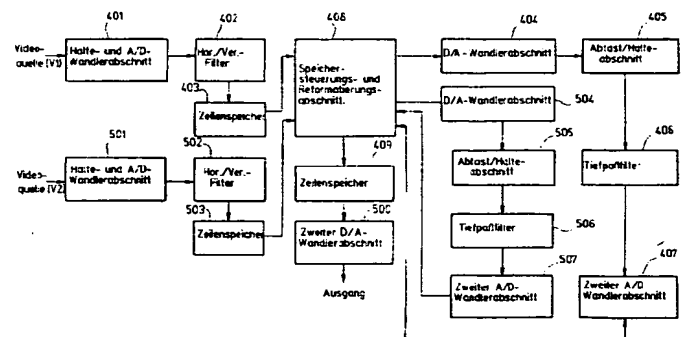 401
402
408
404
405
Video-
quelle (V1)
Halte- und A/D-
Wandlerabschnitt
Hor./Ver.-
Filter
Speicher-
steuerungs- und
Reformatierungs-
abschnitt.
D/A-Wandlerabschnitt
Abtast/Halte-
abschnitt
403
Zeilenspeicher
D/A-Wandlerabschnitt
504
501
502
505
406
409
Video-
quelle (V2)
Halte- und A/D-
Wandlerabschnitt
Hor./Ver.-
Filter
Zeilenspeicher
Abtast/Halte-
abschnitt
Tiefpaßfilter
503
Zeilenspeicher
500
Zweiter D/A-
Wandlerabschnitt
Tiefpaßfilter
506
507
407
Ausgang
Zweiter A/D-
Wandlerabschnitt
Zweiter A/D
Wandlerabschnitt